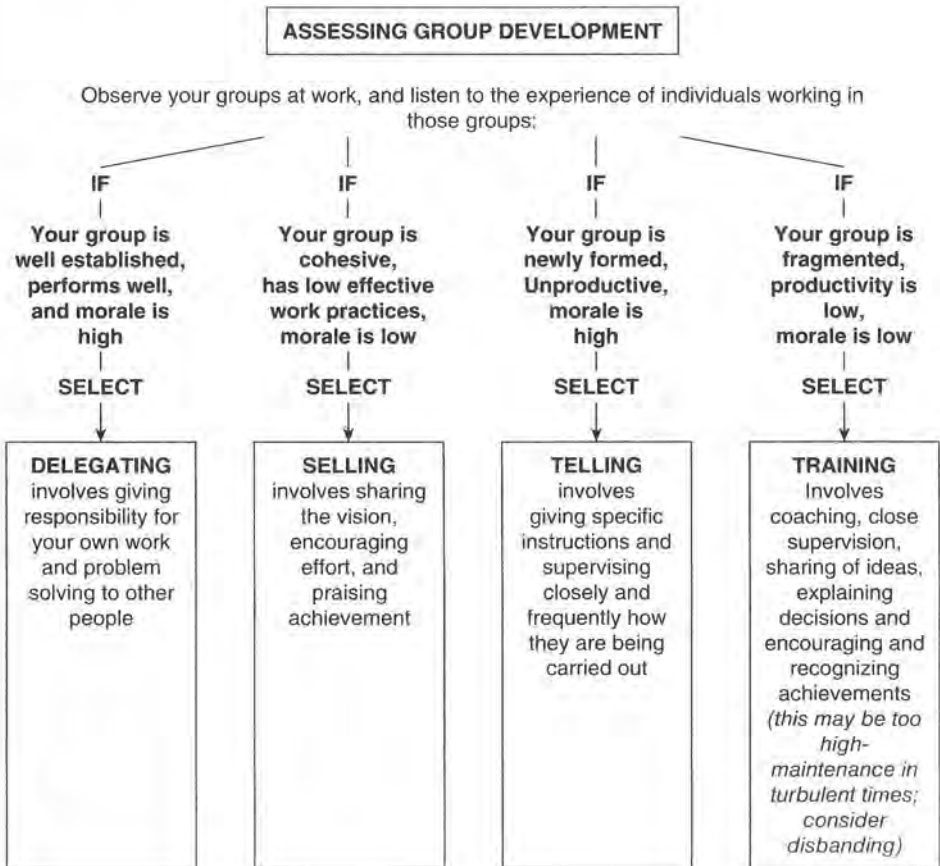 ASSESSING GROUP DEVELOPMENT
Observe your groups at work, and listen to the experience of individuals working in
those groups:
IF
Your group is
well established,
performs well,
and morale is
high
SELECT
DELEGATING
involves giving
responsibility for
your own work
and problem
solving to other
people
IF
Your group is
cohesive,
has low effective
work practices,
morale is low
SELECT
SELLING
involves sharing
the vision,
encouraging
effort, and
praising
achievement
IF
Your group is
newly formed,
Unproductive,
morale is
high
SELECT
TELLING
involves
giving specific
instructions and
supervising
closely and
frequently how
they are being
carried out
IF
Your group is
fragmented,
productivity is
low,
morale is low
SELECT
TRAINING
Involves
coaching, close
supervision,
sharing of ideas,
explaining
decisions and
encouraging and
recognizing
achievements
(this may be too
high-
maintenance in
turbulent times;
consider
disbanding)